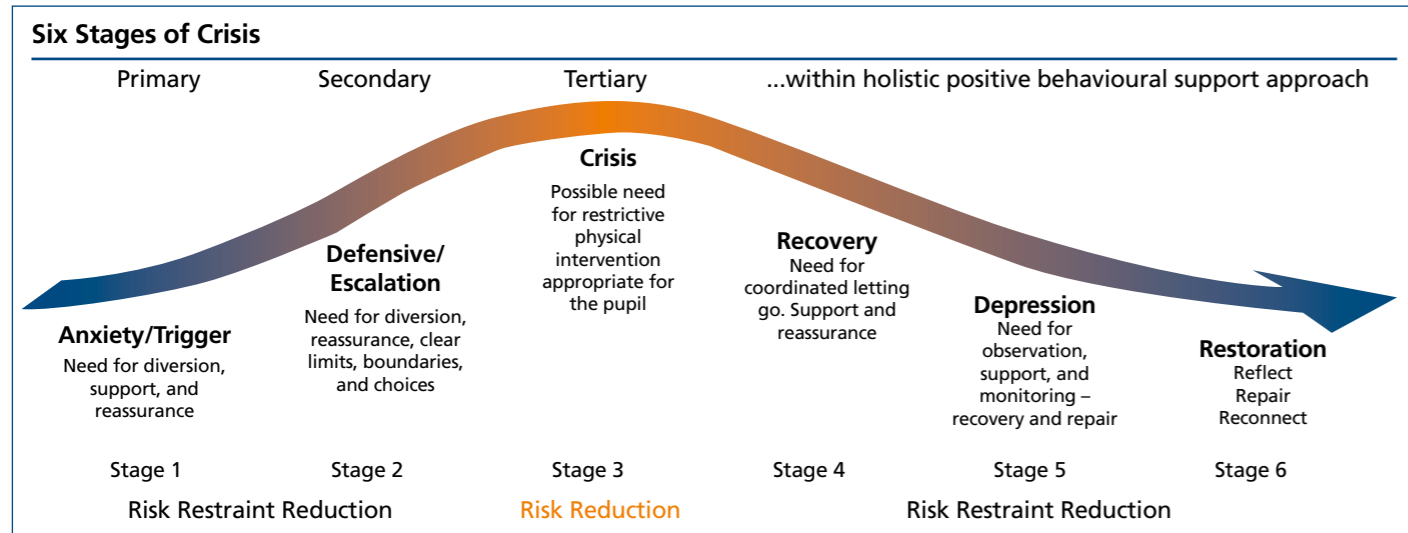 Six Stages of Crisis
Primary
Secondary
Tertiary
...within holistic positive behavioural support approach
Anxiety/Trigger
Need for diversion,
support, and
reassurance
Defensive/
Escalation
Need for diversion,
reassurance, clear
limits, boundaries,
and choices
Crisis
Possible need
for restrictive
physical
intervention
appropriate for
the pupil
Recovery
Need for
coordinated letting
go. Support and
reassurance
Depression
Need for
observation,
support, and
monitoring –
recovery and repair
Restoration
Reflect
Repair
Reconnect
Stage 1
Stage 2
Stage 3
Stage 4
Stage 5
Stage 6
Risk Restraint Reduction
Risk Reduction
Risk Restraint Reduction